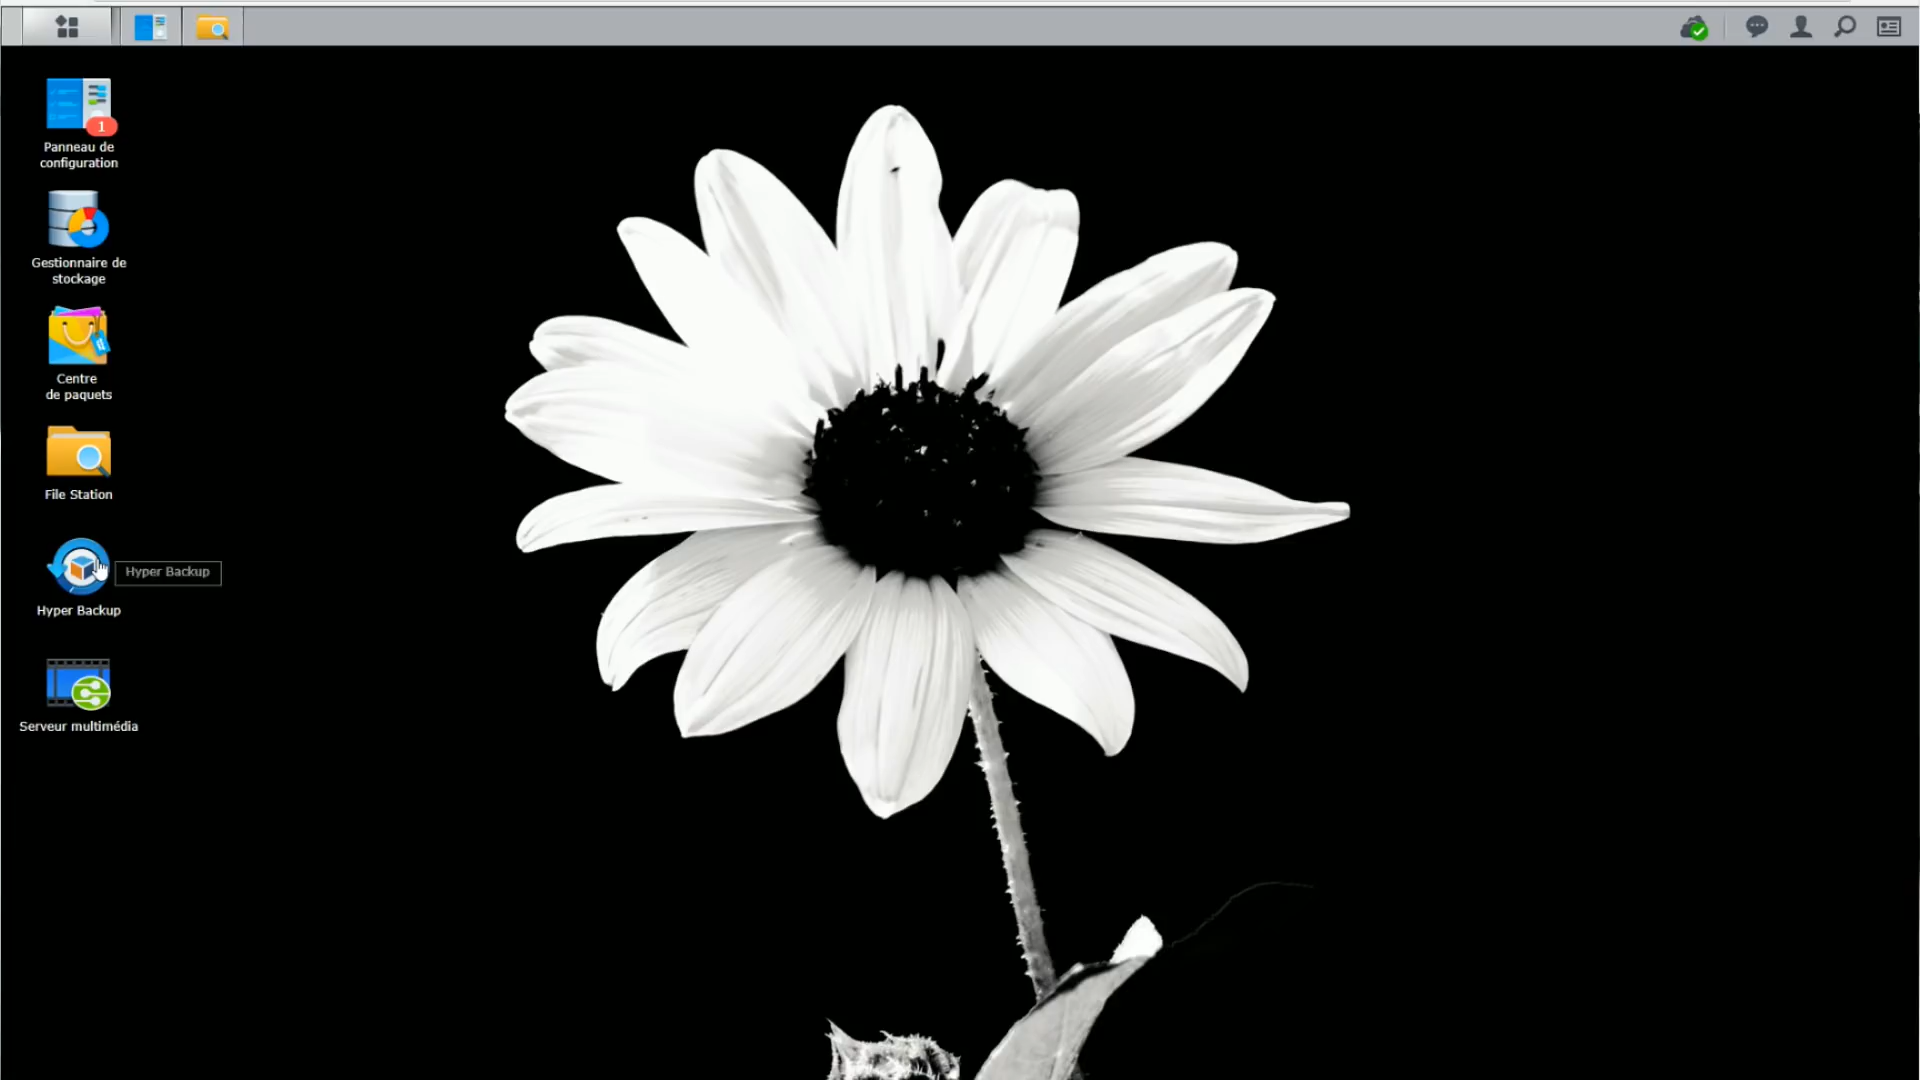 1
Panneau de
configuration
Gestionnaire de
stockage
Centre
de paquets
File Station
Hyper Backup
Hyper Backup
Serveur multimédia